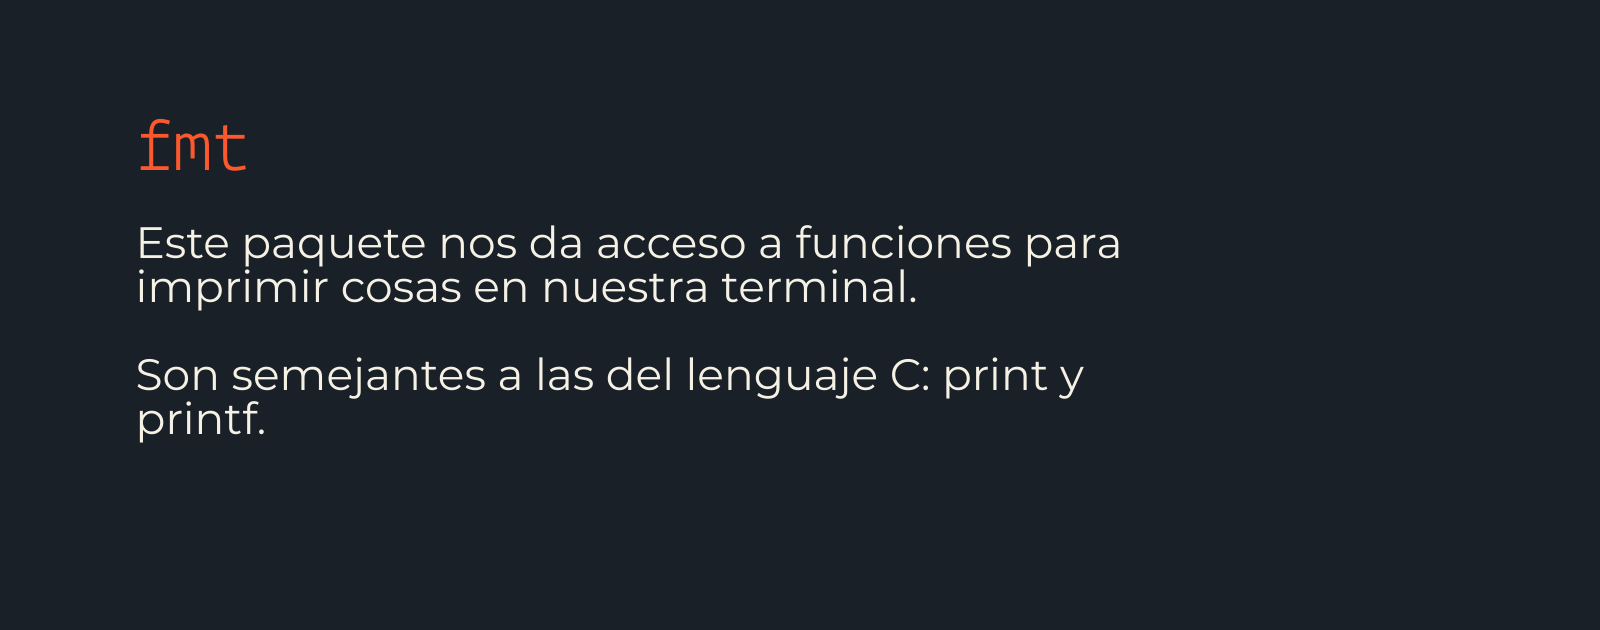 fmt
Este paquete nos da acceso a funciones para
imprimir cosas en nuestra terminal.
Son semejantes a las del lenguaje C: print y
printf.